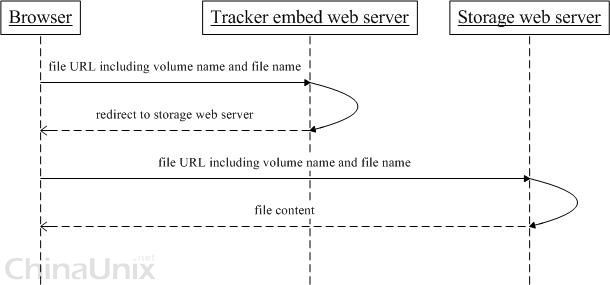 Browser
Tracker embed web server
Storage web server
file URL including volume name and file name
redirect to storage web server
file URL including volume name and file name
file content
ChinaUnix.net